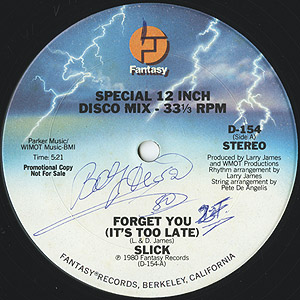 Fantasy
SPECIAL 12 INCH
DISCO MIX - 33⅓ RPM
D-154
(Side A)
STEREO
Parker Music/
WIMOT Music-BMI
Time: 5:21
Promotional Copy
Not For Sale
Produced by Larry James
and WMOT Productions
Rhythm arrangement by
Larry James
String arrangement by
Pete De Angelis
80
FORGET YOU
(IT'S TOO LATE)
(L. & D. James)
SLICK
℗ 1980 Fantasy Records
(D-154-A)
FANTASY RECORDS, BERKELEY, CALIFORNIA